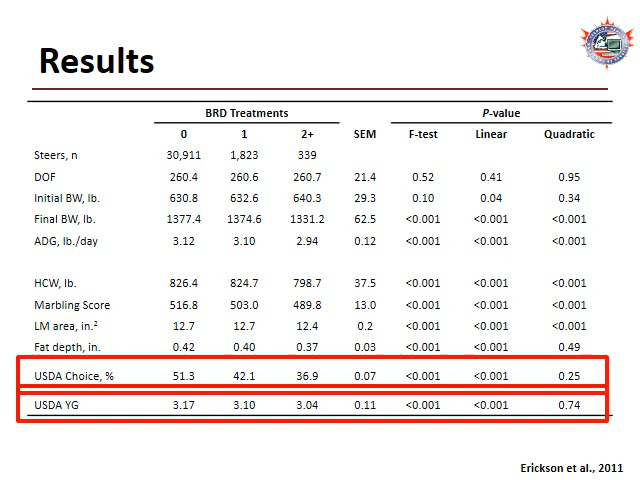 Results
BRD Treatments P-value
0 1 2+ SEM F-test Linear Quadratic
Steers, n 30,911 1,823 339
DOF 260.4 260.6 260.7 21.4 0.52 0.41 0.95
Initial BW, lb. 630.8 632.6 640.3 29.3 0.10 0.04 0.34
Final BW, lb. 1377.4 1374.6 1331.2 62.5 <0.001 <0.001 <0.001
ADG, lb./day 3.12 3.10 2.94 0.12 <0.001 <0.001 <0.001
HCW, lb. 826.4 824.7 798.7 37.5 <0.001 <0.001 <0.001
Marbling Score 516.8 503.0 489.8 13.0 <0.001 <0.001 <0.001
LM area, in.² 12.7 12.7 12.4 0.2 <0.001 <0.001 <0.001
Fat depth, in. 0.42 0.40 0.37 0.03 <0.001 <0.001 0.49
USDA Choice, % 51.3 42.1 36.9 0.07 <0.001 <0.001 0.25
USDA YG 3.17 3.10 3.04 0.11 <0.001 <0.001 0.74
Erickson et al., 2011